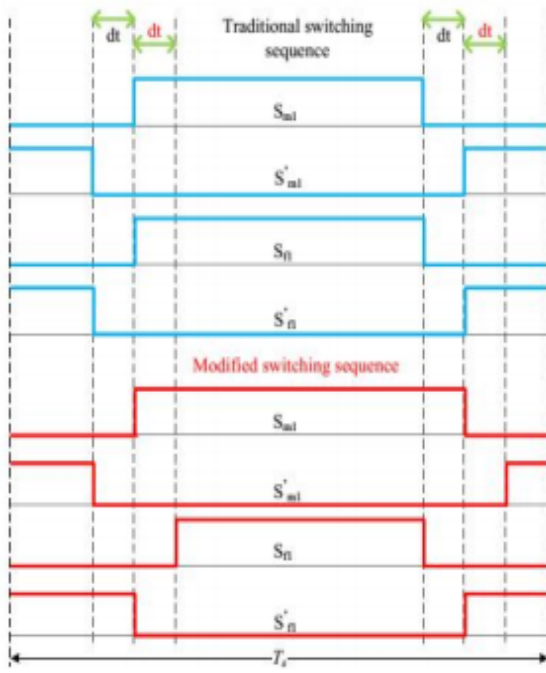 dt dt Traditional switching dt dt
sequence
Sm1
S'm1
Sf1
S'f1
Modified switching sequence
Sm1
S'm1
Sf1
S'f1
Ts